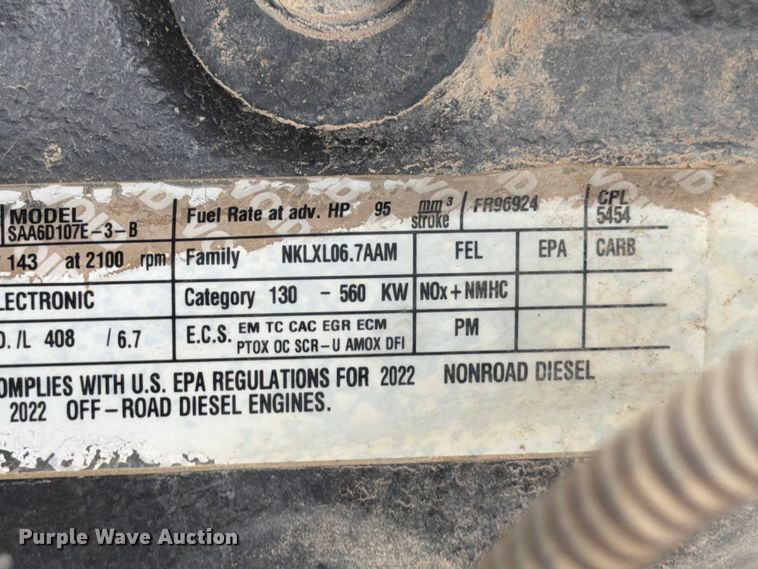 MODEL SAA6D107E-3-B Fuel Rate at adv. HP 95 mm³ stroke FR96924 CPL 5454
143 at 2100 rpm Family NKLXL06.7AAM FEL EPA CARB
LECTRONIC Category 130 - 560 KW NOx+NMHC
D. /L 408 / 6.7 E.C.S. EM TC CAC EGR ECM PTOX OC SCR-U AMOX DFI PM
OMPLIES WITH U.S. EPA REGULATIONS FOR 2022 NONROAD DIESEL
2022 OFF-ROAD DIESEL ENGINES.
Purple Wave Auction